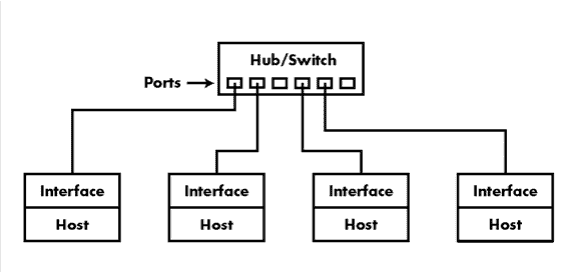 Hub/Switch
Ports
Interface
Host
Interface
Host
Interface
Host
Interface
Host